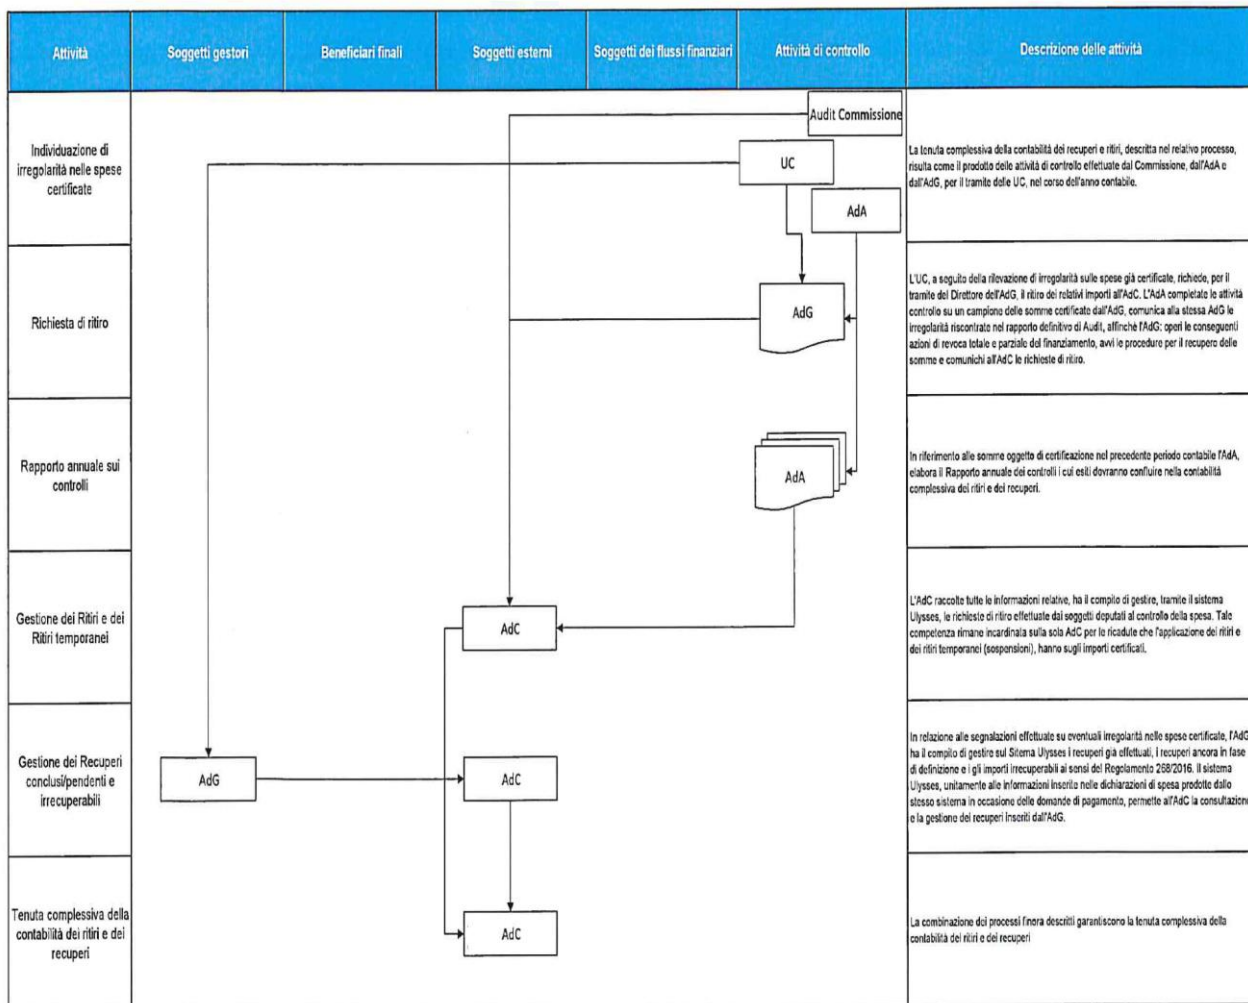 Attività
Soggetti gestori
Beneficiari finali
Soggetti esterni
Soggetti dei flussi finanziari
Attività di controllo
Descrizione delle attività
Individuazione di
irregolarità nelle spese
certificate
Audit Commissione
UC
AdA
La tenuta complessiva della contabilità dei recuperi e ritiri, descritta nel relativo processo,
risulta come il prodotto delle attività di controllo effettuate dal Commissione, dall'AdA e
dall'AdG, per il tramite delle UC, nel corso dell'anno contabile.
Richiesta di ritiro
AdG
L'UC, a seguito della rilevazione di irregolarità sulle spese già certificate, richiede, per il
tramite del Direttore dell'AdG, il ritiro dei relativi importi all'AdC. L'AdA completate le attività
controllo su un campione delle somme certificate dall'AdG, comunica alla stessa AdG le
irregolarità riscontrate nel rapporto definitivo di Audit, affinchè l'AdG: operi le conseguenti
azioni di revoca totale e parziale del finanziamento, avvi le procedure per il recupero delle
somme e comunichi all'AdC le richieste di ritiro.
Rapporto annuale sui
controlli
AdA
In riferimento alle somme oggetto di certificazione nel precedente periodo contabile l'AdA,
elabora il Rapporto annuale dei controlli i cui esiti dovranno confluire nella contabilità
complessiva dei ritiri e dei recuperi.
Gestione dei Ritiri e dei
Ritiri temporanei
AdC
L'AdC raccolte tutte le informazioni relative, ha il compito di gestire, tramite il sistema
Ulysses, le richieste di ritiro effettuate dai soggetti deputati al controllo della spesa. Tale
competenza rimane incardinata sulla sola AdC per le ricadute che l'applicazione dei ritiri e
dei ritiri temporanei (sospensioni), hanno sugli importi certificati.
Gestione dei Recuperi
conclusi/pendenti e
irrecuperabili
AdG
AdC
In relazione alle segnalazioni effettuate su eventuali irregolarità nelle spese certificate, l'AdG
ha il compito di gestire sul Sitema Ulysses i recuperi già effettuati, i recuperi ancora in fase
di definizione e i gli importi irrecuperabili ai sensi del Regolamento 268/2016. Il sistema
Ulysses, unitamente alle informazioni inserite nelle dichiarazioni di spesa prodotte dallo
stesso sistema in occasione delle domande di pagamento, permette all'AdC la consultazione
e la gestione dei recuperi inseriti dall'AdG.
Tenuta complessiva della
contabilità dei ritiri e dei
recuperi
AdC
La combinazione dei processi finora descritti garantiscono la tenuta complessiva della
contabilità dei ritiri e dei recuperi